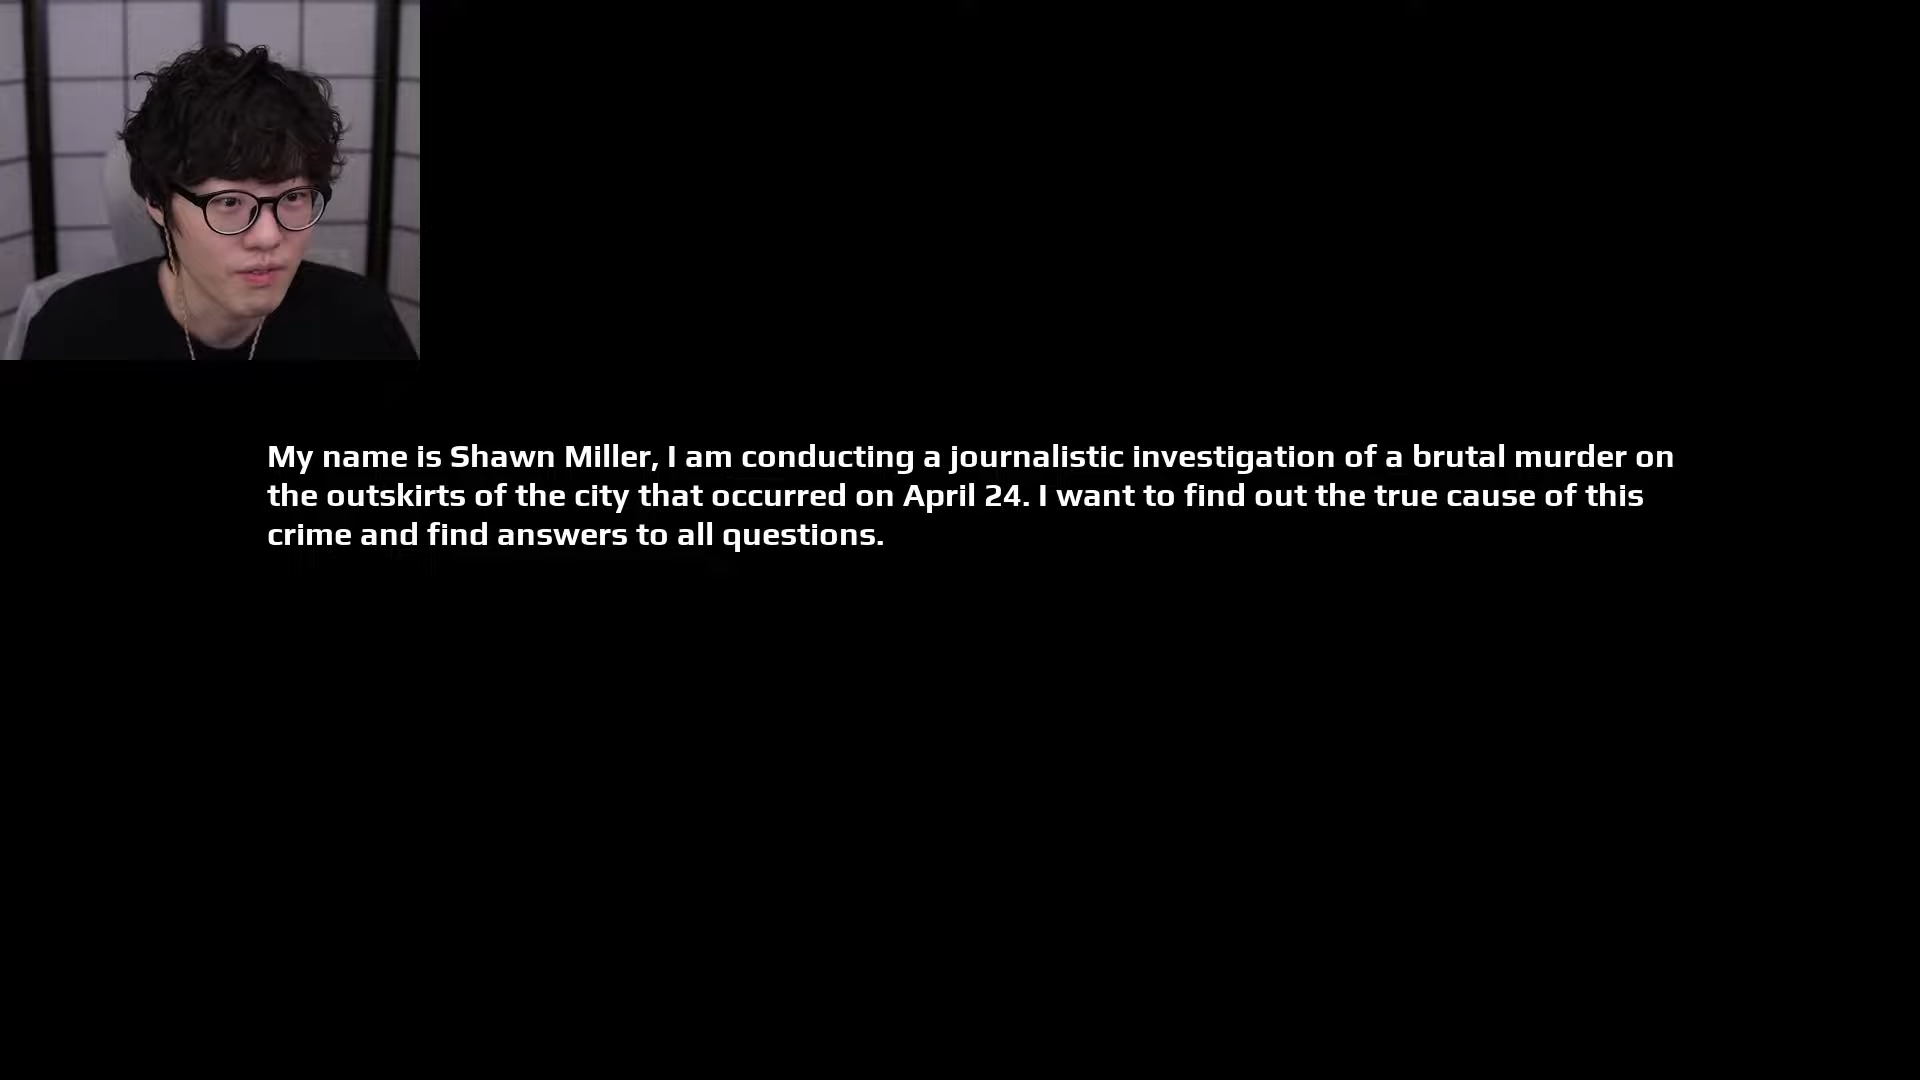 My name is Shawn Miller, I am conducting a journalistic investigation of a brutal murder on
the outskirts of the city that occurred on April 24. I want to find out the true cause of this
crime and find answers to all questions.